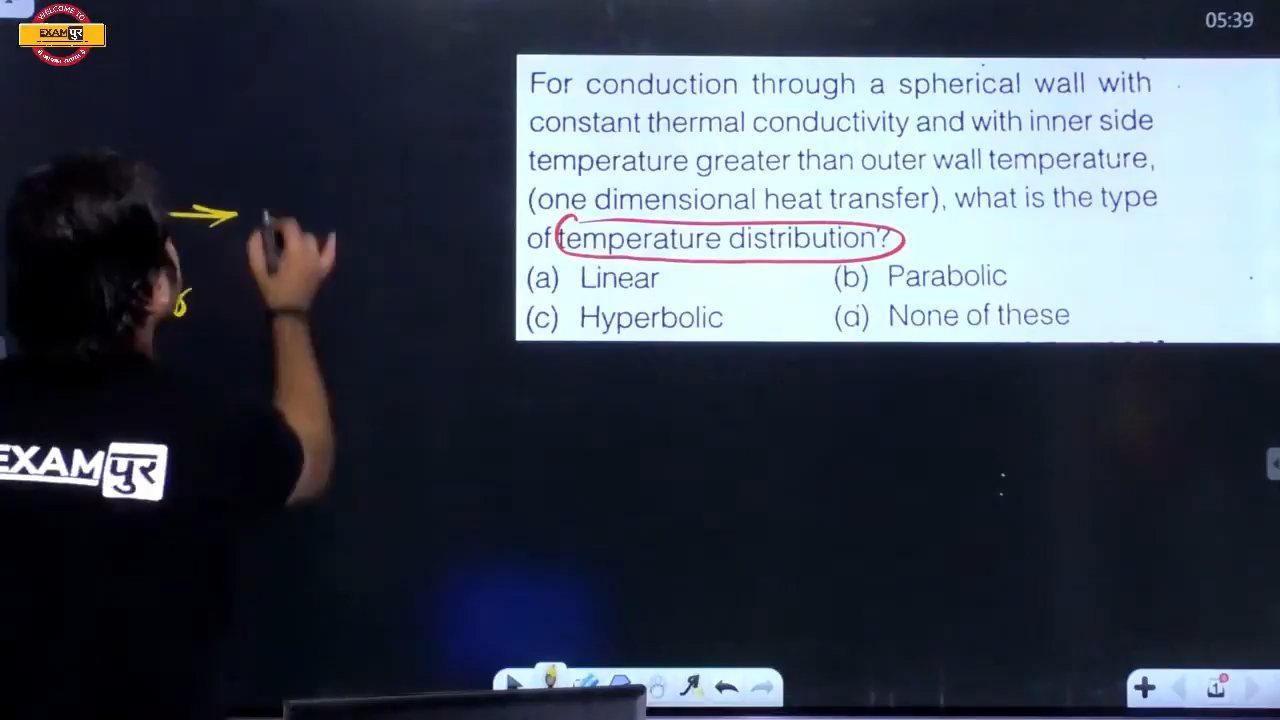 WELCOME TO
EXAMपुर
05:39
For conduction through a spherical wall with
constant thermal conductivity and with inner side
temperature greater than outer wall temperature,
(one dimensional heat transfer), what is the type
of temperature distribution?
(a) Linear (b) Parabolic
(c) Hyperbolic (d) None of these
EXAMपुर
1